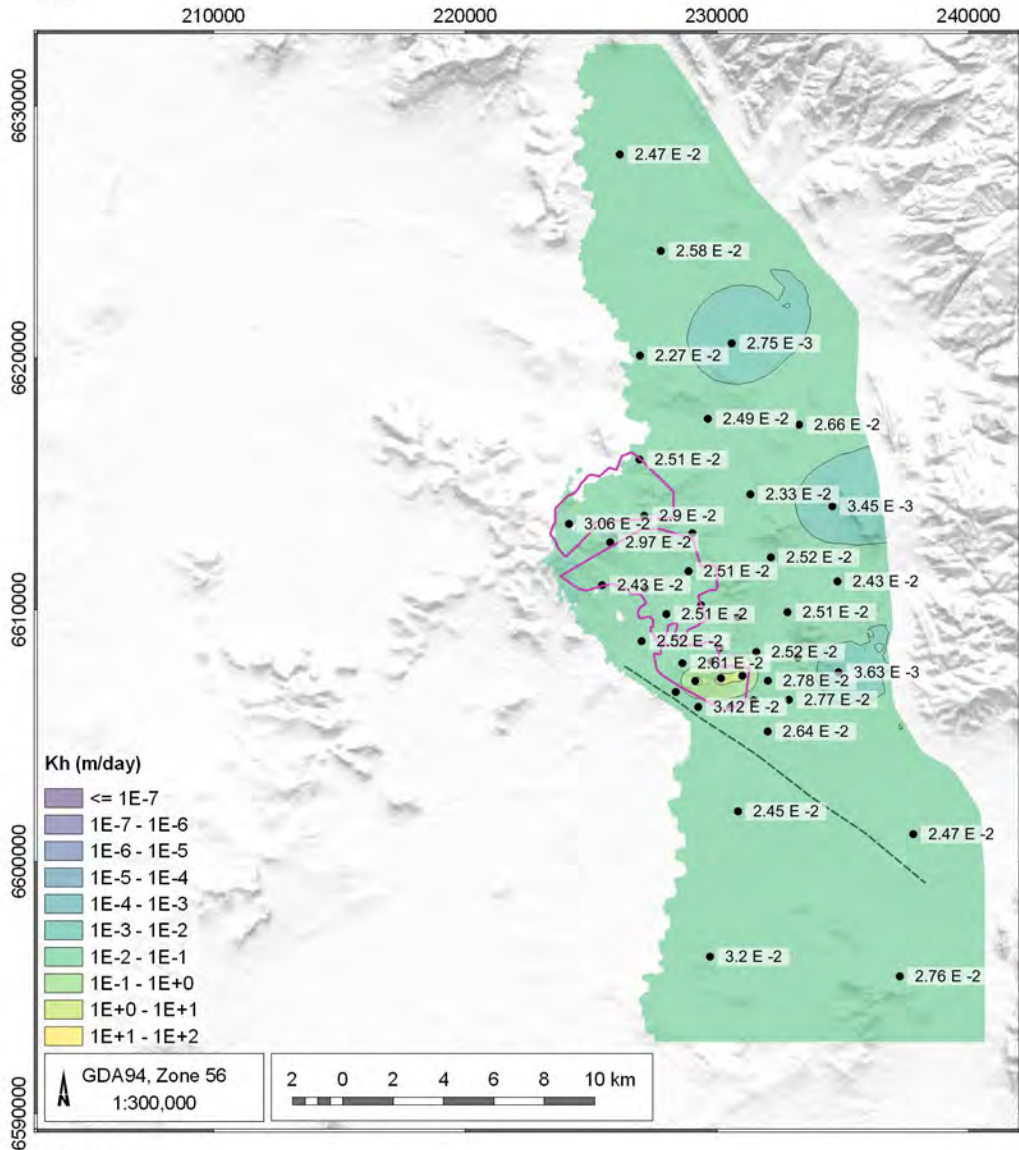 210000 220000 230000 240000
6630000
6620000
6610000
6600000
6590000
2.47 E -2
2.58 E -2
2.75 E -3
2.27 E -2
2.49 E -2
2.66 E -2
2.51 E -2
2.33 E -2
3.45 E -3
2.9 E -2
3.06 E -2
2.97 E -2
2.52 E -2
2.51 E -2
2.43 E -2
2.43 E -2
2.51 E -2
2.51 E -2
2.52 E -2
2.52 E -2
2.61 E -2
3.63 E -3
2.78 E -2
2.77 E -2
3.12 E -2
2.64 E -2
2.45 E -2
2.47 E -2
3.2 E -2
2.76 E -2
Kh (m/day)
<= 1E-7
1E-7 - 1E-6
1E-6 - 1E-5
1E-5 - 1E-4
1E-4 - 1E-3
1E-3 - 1E-2
1E-2 - 1E-1
1E-1 - 1E+0
1E+0 - 1E+1
1E+1 - 1E+2
N
GDA94, Zone 56
1:300,000
2 0 2 4 6 8 10 km